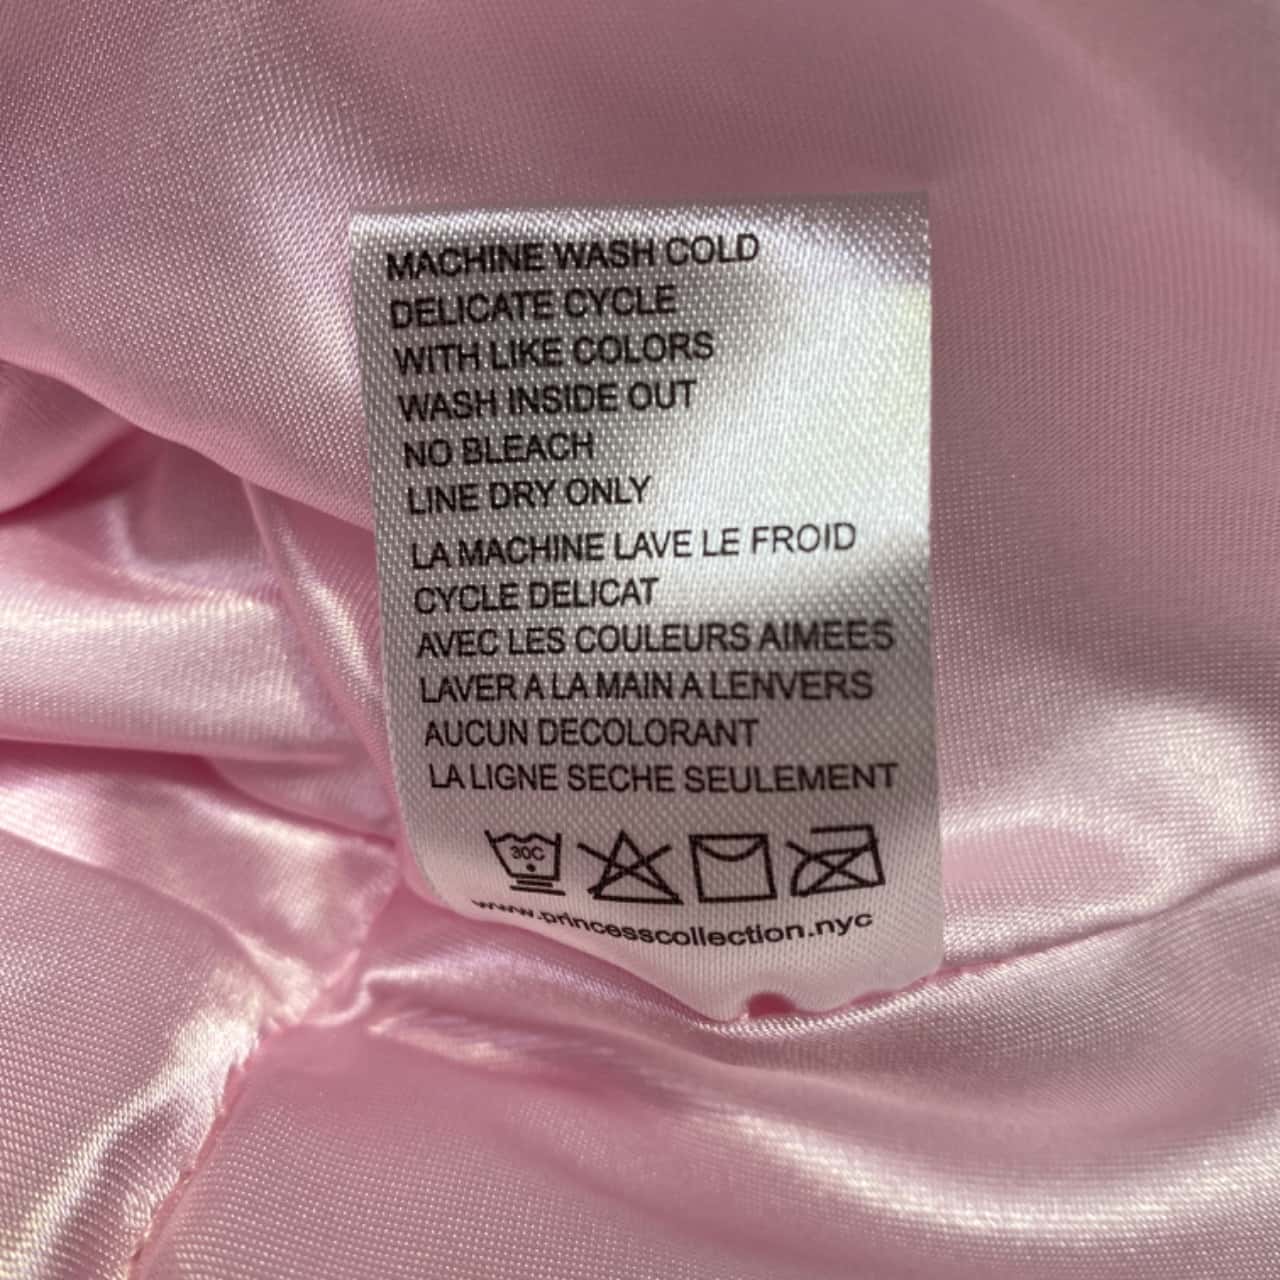 MACHINE WASH COLD
DELICATE CYCLE
WITH LIKE COLORS
WASH INSIDE OUT
NO BLEACH
LINE DRY ONLY
LA MACHINE LAVE LE FROID
CYCLE DELICAT
AVEC LES COULEURS AIMEES
LAVER A LA MAIN A LENVERS
AUCUN DECOLORANT
LA LIGNE SECHE SEULEMENT
30C
www.princesscollection.nyc